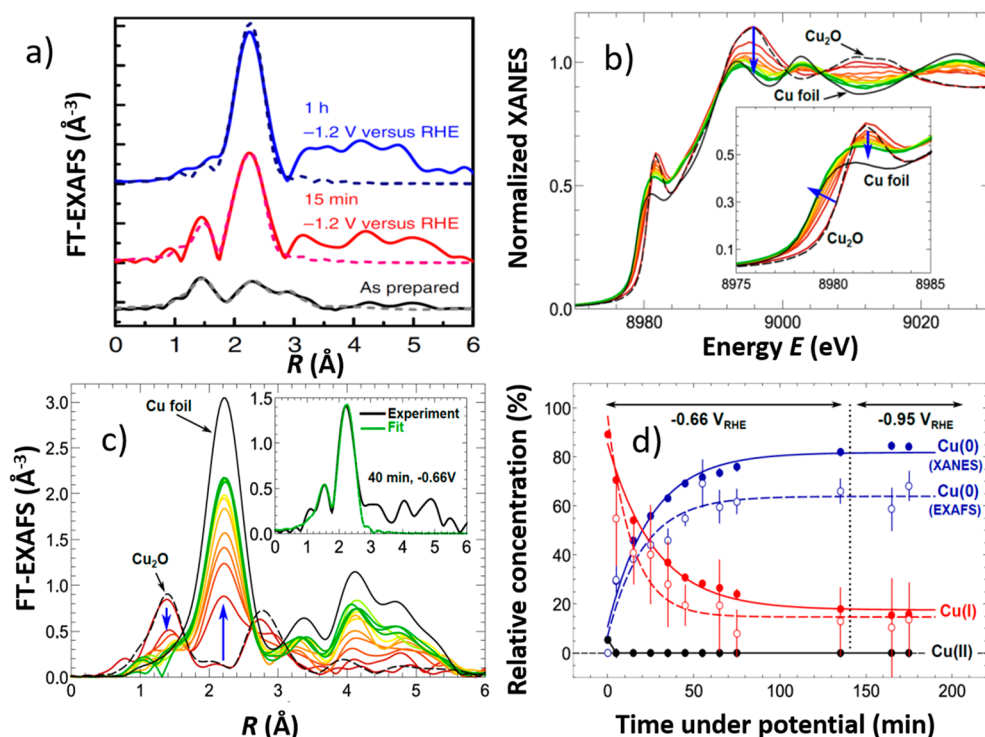 a)
FT-EXAFS (Å⁻³)
1 h
–1.2 V versus RHE
15 min
–1.2 V versus RHE
As prepared
0 1 2 3 4 5 6
R (Å)
b)
Normalized XANES
1.0
0.5
0.0
Cu₂O
Cu foil
0.5
0.3
0.1
Cu foil
Cu₂O
8975 8980 8985
8980 9000 9020
Energy E (eV)
c)
FT-EXAFS (Å⁻³)
3.0
2.5
2.0
1.5
1.0
0.5
0.0
Cu foil
Cu₂O
1.5
1.0
0.5
0.0
Experiment
Fit
40 min, -0.66V
0 1 2 3 4 5 6
0 1 2 3 4 5 6
R (Å)
d)
Relative concentration (%)
100
80
60
40
20
0
-0.66 V_RHE
-0.95 V_RHE
Cu(0)
(XANES)
Cu(0)
(EXAFS)
Cu(I)
Cu(II)
0 50 100 150 200
Time under potential (min)